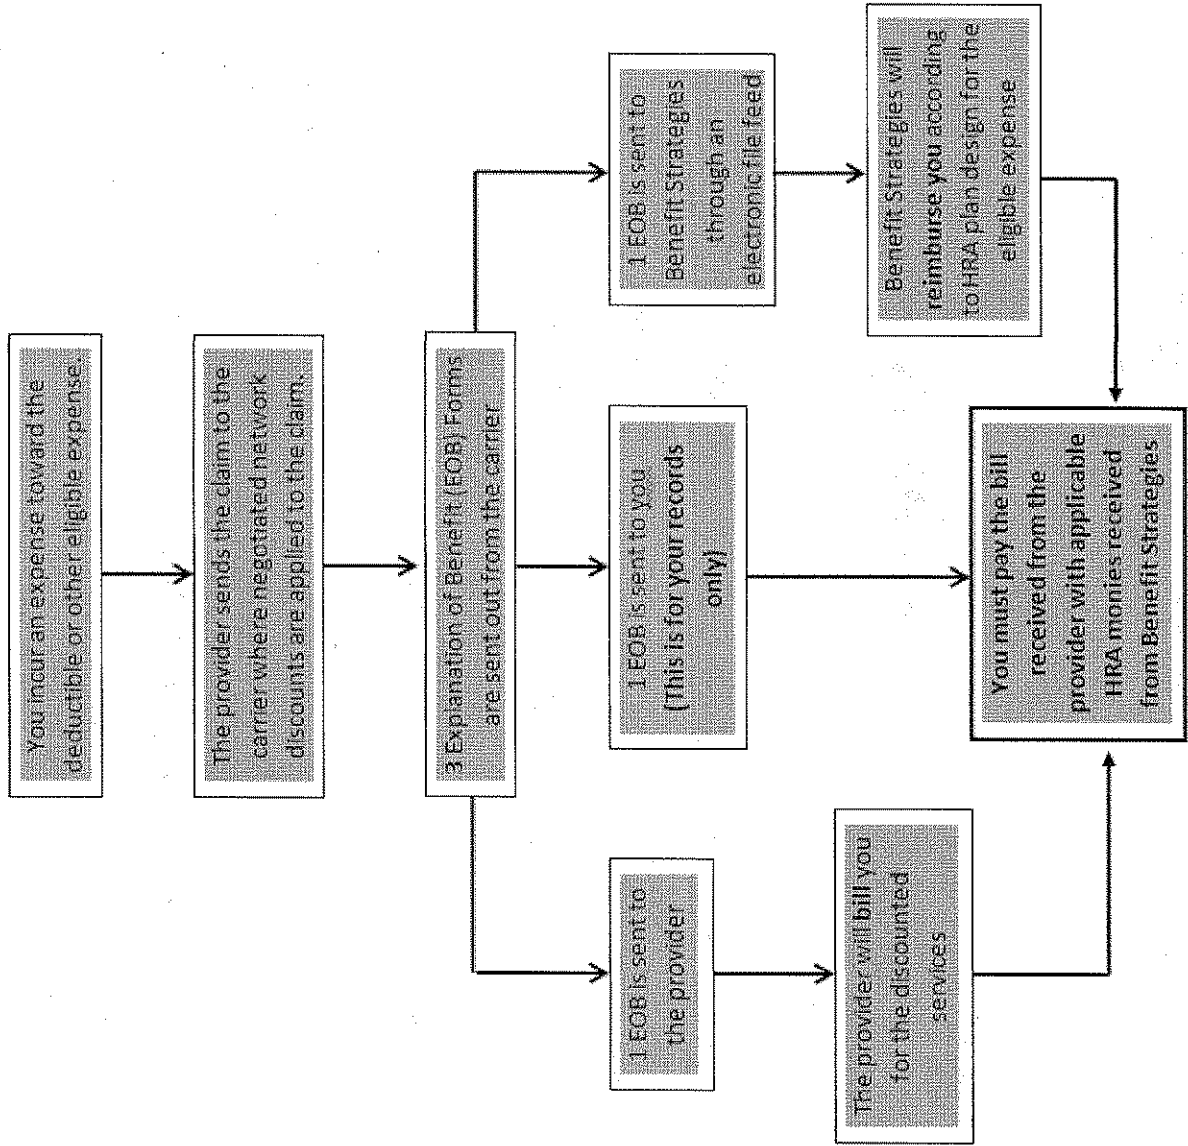 You incur an expense toward the
deductible or other eligible expense.
The provider sends the claim to the
carrier where negotiated network
discounts are applied to the claim.
3 Explanation of Benefit (EOB) Forms
are sent out from the carrier
1 EOB is sent to
the provider
1 EOB is sent to you
(This is for your records
only)
1 EOB is sent to
Benefit Strategies
through an
electronic file feed
The provider will bill you
for the discounted
services
Benefit Strategies will
reimburse you according
to HRA plan design for the
eligible expense
You must pay the bill
received from the
provider with applicable
HRA monies received
from Benefit Strategies